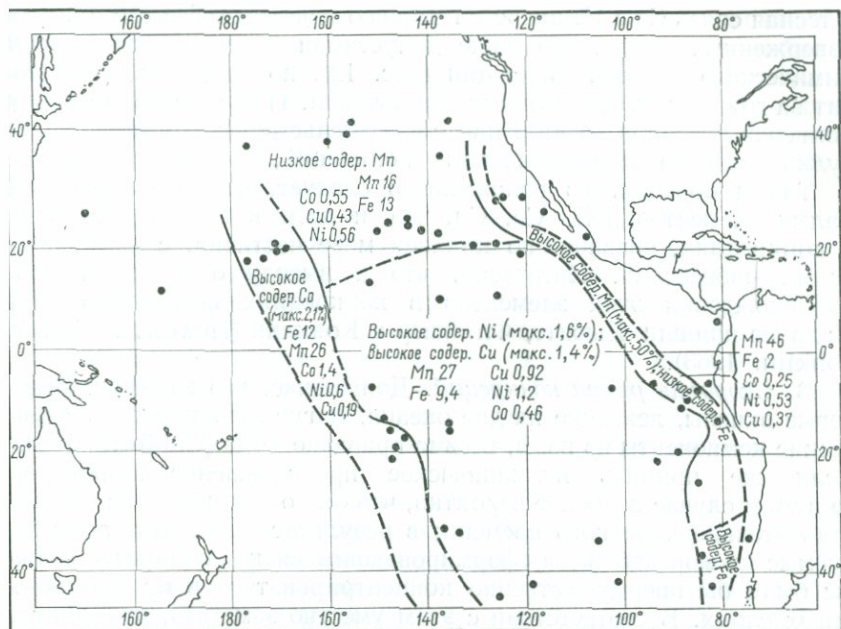 180° 160° 140° 120° 100° 80°
40°
20°
0°
20°
40°
40°
20°
0°
20°
40°
160° 180° 160° 140° 120° 100° 80°
Низкое содер. Mn
Mn 16
Fe 13
Co 0,55
Cu 0,43
Ni 0,56
Высокое
содер. Co
(макс. 2,1%)
Fe 12
Mn 26
Co 1,4
Ni 0,6
Cu 0,19
Высокое содер. Ni (макс. 1,6%);
высокое содер. Cu (макс. 1,4%)
Mn 27
Fe 9,4
Cu 0,92
Ni 1,2
Co 0,46
Высокое содер. Mn (макс. 50%); низкое содер. Fe
Mn 46
Fe 2
Co 0,25
Ni 0,53
Cu 0,37
Высокое
содер. Fe